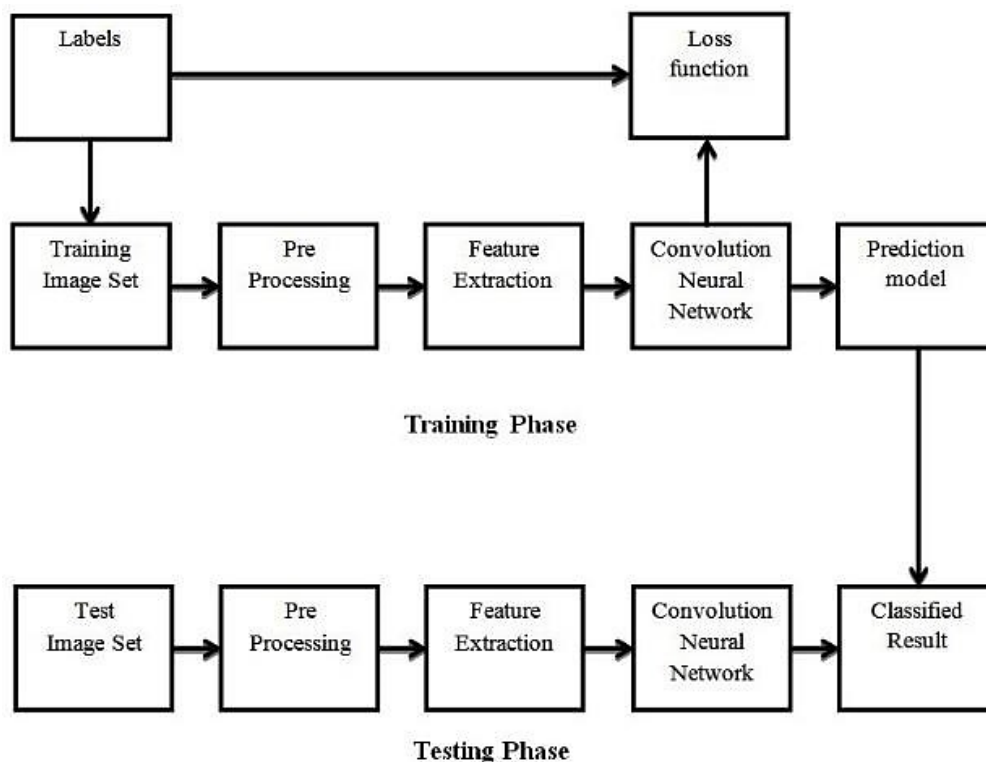 Labels
Loss
function
Training
Image Set
Pre
Processing
Feature
Extraction
Convolution
Neural
Network
Prediction
model
Training Phase
Test
Image Set
Pre
Processing
Feature
Extraction
Convolution
Neural
Network
Classified
Result
Testing Phase